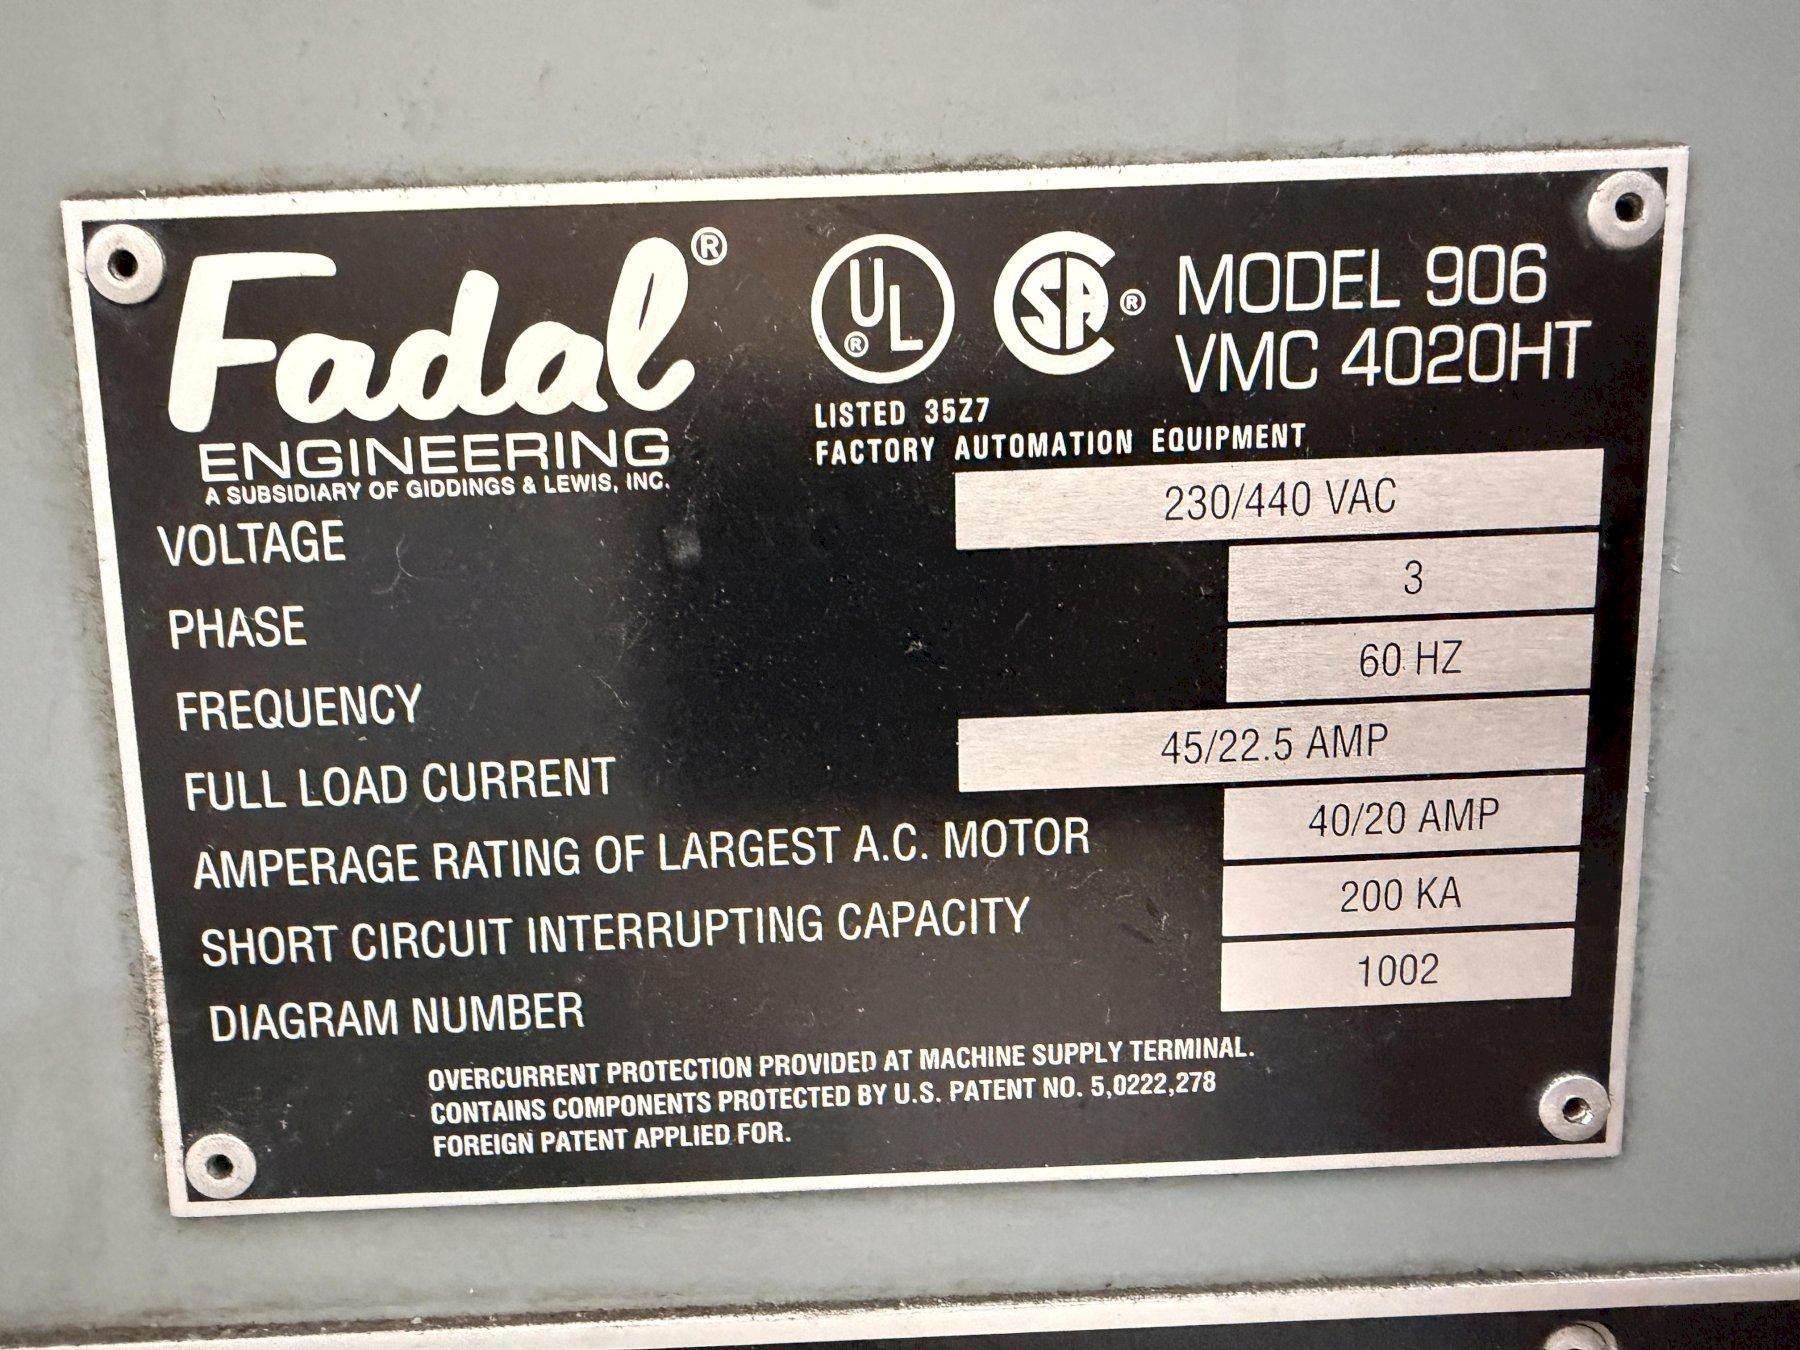 Fadal®
ENGINEERING
A SUBSIDIARY OF GIDDINGS & LEWIS, INC.
UL®
SA®
LISTED 35Z7
FACTORY AUTOMATION EQUIPMENT
MODEL 906
VMC 4020HT
VOLTAGE 230/440 VAC
PHASE 3
FREQUENCY 60 HZ
FULL LOAD CURRENT 45/22.5 AMP
AMPERAGE RATING OF LARGEST A.C. MOTOR 40/20 AMP
SHORT CIRCUIT INTERRUPTING CAPACITY 200 KA
DIAGRAM NUMBER 1002
OVERCURRENT PROTECTION PROVIDED AT MACHINE SUPPLY TERMINAL.
CONTAINS COMPONENTS PROTECTED BY U.S. PATENT NO. 5,0222,278
FOREIGN PATENT APPLIED FOR.